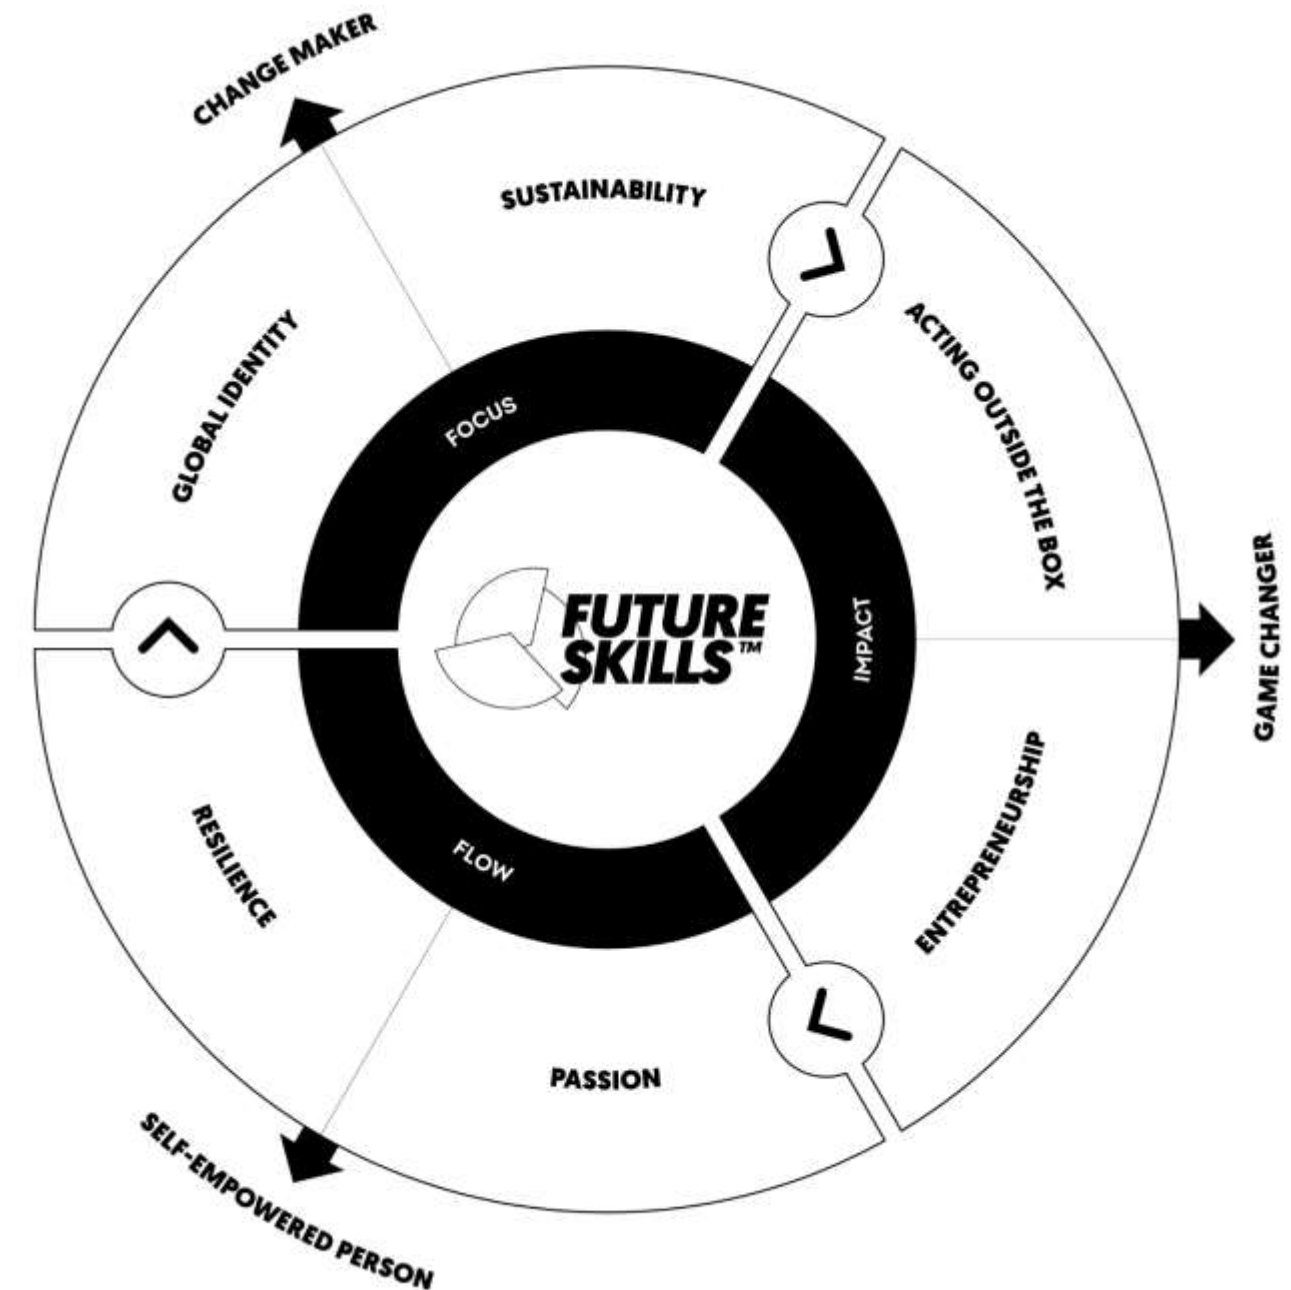 CHANGE MAKER
SUSTAINABILITY
GLOBAL IDENTITY
FOCUS
ACTING OUTSIDE THE BOX
IMPACT
GAME CHANGER
FUTURE
SKILLS™
ENTREPRENEURSHIP
RESILIENCE
FLOW
PASSION
SELF-EMPOWERED PERSON